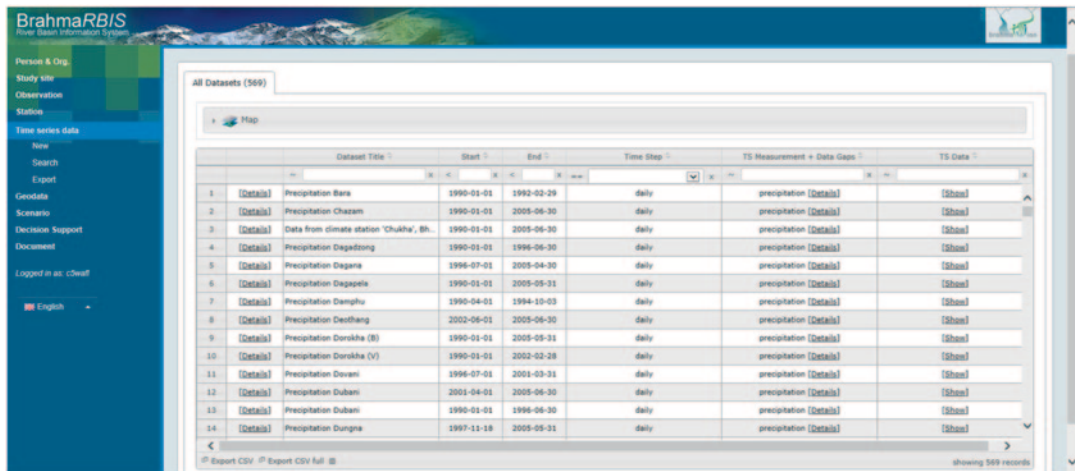 BrahmaRBIS
River Basin Information System
Person & Org.
Study site
Observation
Station
Time series data
New
Search
Export
Geodata
Scenario
Decision Support
Document
Logged in as: c5wafl
English
All Datasets (569)
Map
Dataset Title Start End Time Step TS Measurement + Data Gaps TS Data
~ x < x < x == x ~ x ~ x
1 [Details] Precipitation Bara 1990-01-01 1992-02-29 daily precipitation [Details] [Show]
2 [Details] Precipitation Chazam 1990-01-01 2005-06-30 daily precipitation [Details] [Show]
3 [Details] Data from climate station 'Chukha', Bh... 1990-01-01 2005-06-30 daily precipitation [Details] [Show]
4 [Details] Precipitation Dagadzong 1990-01-01 1996-06-30 daily precipitation [Details] [Show]
5 [Details] Precipitation Dagana 1996-07-01 2005-04-30 daily precipitation [Details] [Show]
6 [Details] Precipitation Dagapela 1990-01-01 2005-05-31 daily precipitation [Details] [Show]
7 [Details] Precipitation Damphu 1990-04-01 1994-10-03 daily precipitation [Details] [Show]
8 [Details] Precipitation Deothang 2002-06-01 2005-06-30 daily precipitation [Details] [Show]
9 [Details] Precipitation Dorokha (B) 1990-01-01 2005-05-31 daily precipitation [Details] [Show]
10 [Details] Precipitation Dorokha (V) 1990-01-01 2002-02-28 daily precipitation [Details] [Show]
11 [Details] Precipitation Dovani 1996-07-01 2001-03-31 daily precipitation [Details] [Show]
12 [Details] Precipitation Dubani 2001-04-01 2005-06-30 daily precipitation [Details] [Show]
13 [Details] Precipitation Dubani 1990-01-01 1996-06-30 daily precipitation [Details] [Show]
14 [Details] Precipitation Dungna 1997-11-18 2005-05-31 daily precipitation [Details] [Show]
Export CSV Export CSV full showing 569 records